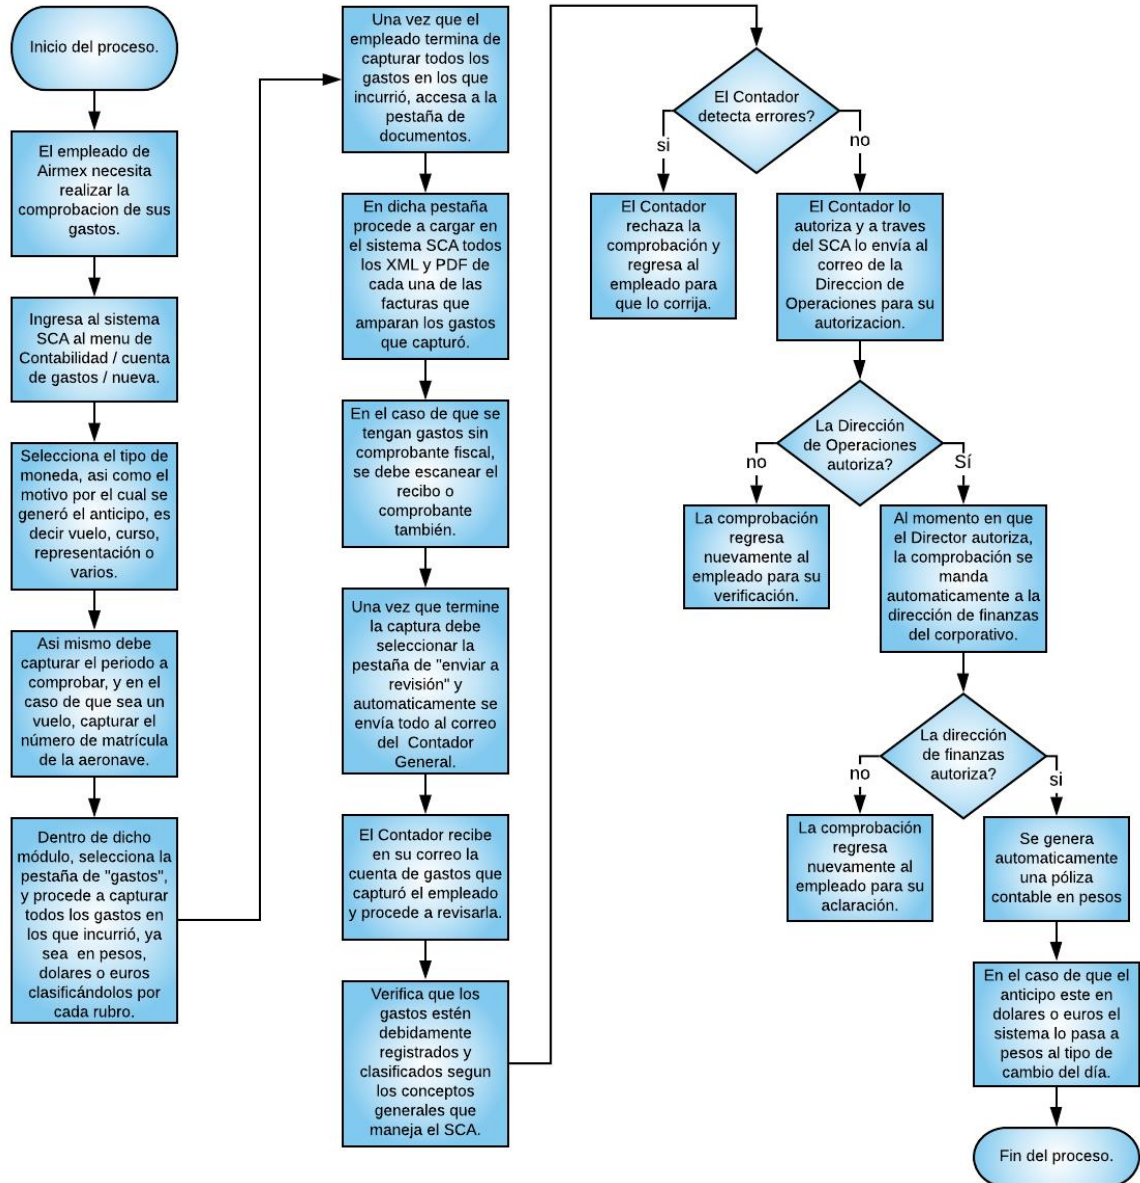 Inicio del proceso.
El empleado de
Airmex necesita
realizar la
comprobacion de sus
gastos.
Ingresa al sistema
SCA al menu de
Contabilidad / cuenta
de gastos / nueva.
Selecciona el tipo de
moneda, asi como el
motivo por el cual se
generó el anticipo, es
decir vuelo, curso,
representación o
varios.
Asi mismo debe
capturar el periodo a
comprobar, y en el
caso de que sea un
vuelo, capturar el
número de matrícula
de la aeronave.
Dentro de dicho
módulo, selecciona la
pestaña de "gastos",
y procede a capturar
todos los gastos en
los que incurrió, ya
sea en pesos,
dolares o euros
clasificándolos por
cada rubro.
Una vez que el
empleado termina de
capturar todos los
gastos en los que
incurrió, accesa a la
pestaña de
documentos.
En dicha pestaña
procede a cargar en
el sistema SCA todos
los XML y PDF de
cada una de las
facturas que
amparan los gastos
que capturó.
En el caso de que se
tengan gastos sin
comprobante fiscal,
se debe escanear el
recibo o
comprobante
también.
Una vez que termine
la captura debe
seleccionar la
pestaña de "enviar a
revisión" y
automaticamente se
envía todo al correo
del Contador
General.
El Contador recibe
en su correo la
cuenta de gastos que
capturó el empleado
y procede a revisarla.
Verifica que los
gastos estén
debidamente
registrados y
clasificados segun
los conceptos
generales que
maneja el SCA.
El Contador
detecta errores?
si
no
El Contador
rechaza la
comprobación y
regresa al
empleado para
que lo corrija.
El Contador lo
autoriza y a traves
del SCA lo envía al
correo de la
Direccion de
Operaciones para su
autorizacion.
La Dirección
de Operaciones
autoriza?
no
Sí
La comprobación
regresa
nuevamente al
empleado para su
verificación.
Al momento en que
el Director autoriza,
la comprobación se
manda
automaticamente a la
dirección de finanzas
del corporativo.
La dirección
de finanzas
autoriza?
no
si
La comprobación
regresa
nuevamente al
empleado para su
aclaración.
Se genera
automaticamente
una póliza
contable en pesos
En el caso de que el
anticipo este en
dolares o euros el
sistema lo pasa a
pesos al tipo de
cambio del día.
Fin del proceso.